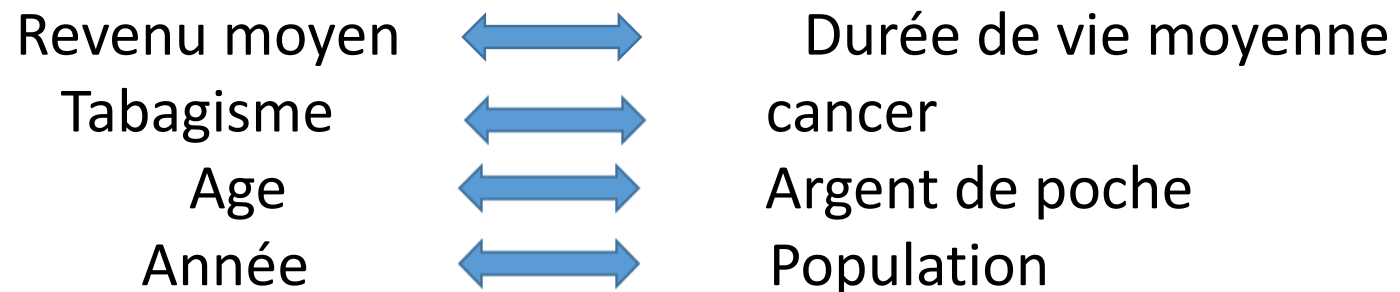 Revenu moyen Durée de vie moyenne
Tabagisme cancer
Age Argent de poche
Année Population